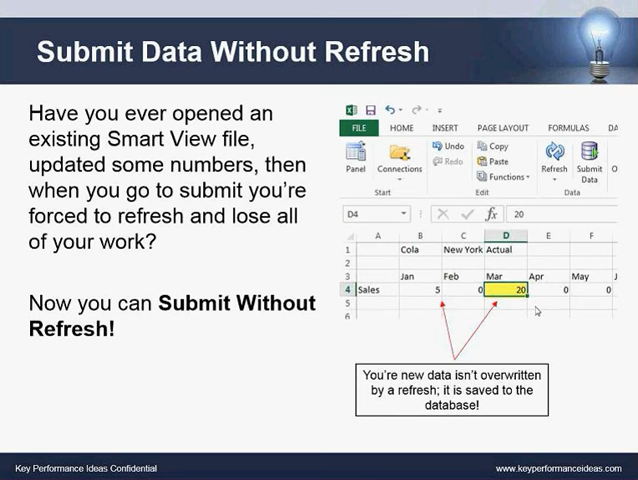 Submit Data Without Refresh
Have you ever opened an
existing Smart View file,
updated some numbers, then
when you go to submit you're
forced to refresh and lose all
of your work?
Now you can Submit Without
Refresh!
FILE HOME INSERT PAGE LAYOUT FORMULAS DA
Panel Connections Undo Redo Copy Paste Functions Refresh Submit Data O
Start Edit Data
D4 fx 20
A B C D E F
1 Cola New York Actual
2
3 Jan Feb Mar Apr May J
4 Sales 5 0 20 0 0
5
6
You're new data isn't overwritten
by a refresh; it is saved to the
database!
Key Performance Ideas Confidential www.keyperformanceideas.com